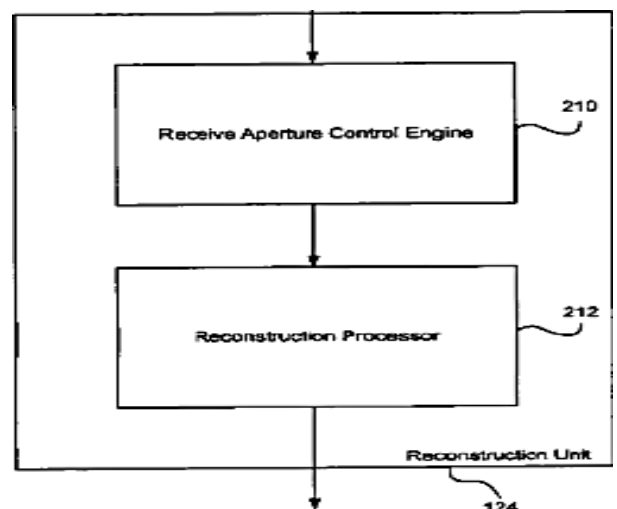 Receive Aperture Control Engine
210
Reconstruction Processor
212
Reconstruction Unit
124